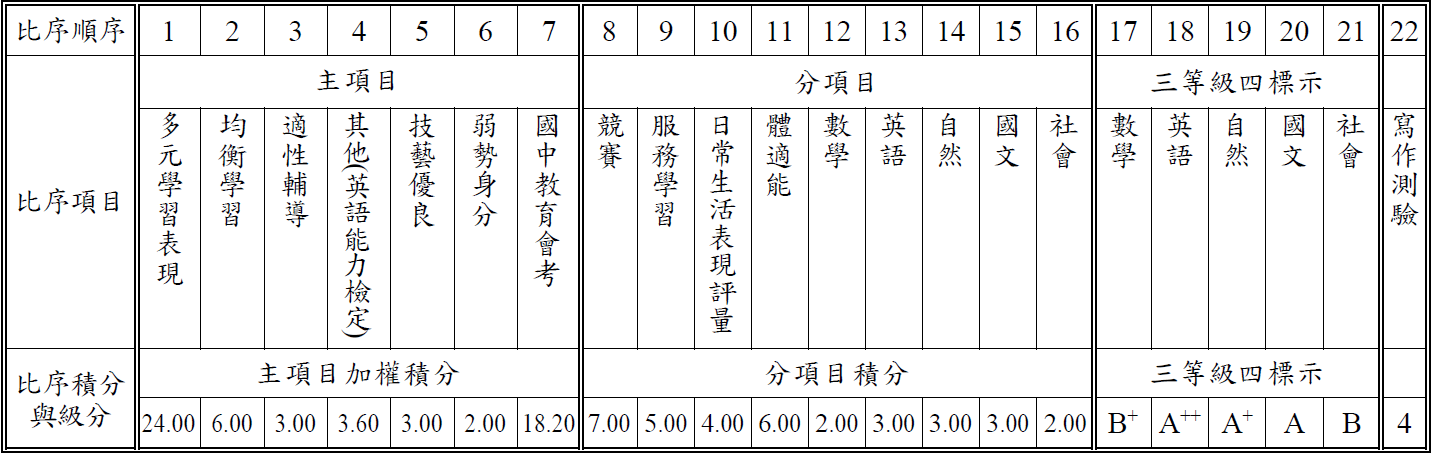 比序順序 1 2 3 4 5 6 7 8 9 10 11 12 13 14 15 16 17 18 19 20 21 22
比序項目 主項目 分項目 三等級四標示
多元學習表現 均衡學習 適性輔導 其他(英語能力檢定) 技藝優良 弱勢身分 國中教育會考 競賽 服務學習 日常生活表現評量 體適能 數學 英語 自然 國文 社會 數學 英語 自然 國文 社會 寫作測驗
比序積分與級分 主項目加權積分 分項目積分 三等級四標示
24.00 6.00 3.00 3.60 3.00 2.00 18.20 7.00 5.00 4.00 6.00 2.00 3.00 3.00 3.00 2.00 B⁺ A⁺⁺ A⁺ A B 4